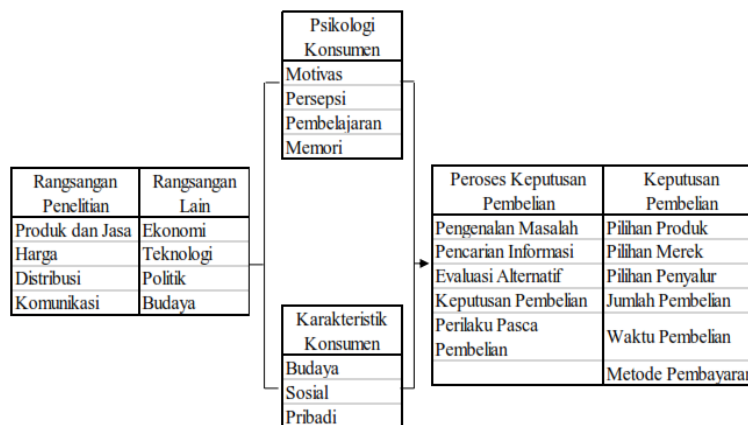 Psikologi
Konsumen
Motivas
Persepsi
Pembelajaran
Memori
Rangsangan
Penelitian
Rangsangan
Lain
Produk dan Jasa
Ekonomi
Harga
Teknologi
Distribusi
Politik
Komunikasi
Budaya
Karakteristik
Konsumen
Budaya
Sosial
Pribadi
Peroses Keputusan
Pembelian
Keputusan
Pembelian
Pengenalan Masalah
Pilihan Produk
Pencarian Informasi
Pilihan Merek
Evaluasi Alternatif
Pilihan Penyalur
Keputusan Pembelian
Jumlah Pembelian
Perilaku Pasca
Pembelian
Waktu Pembelian
Metode Pembayaran